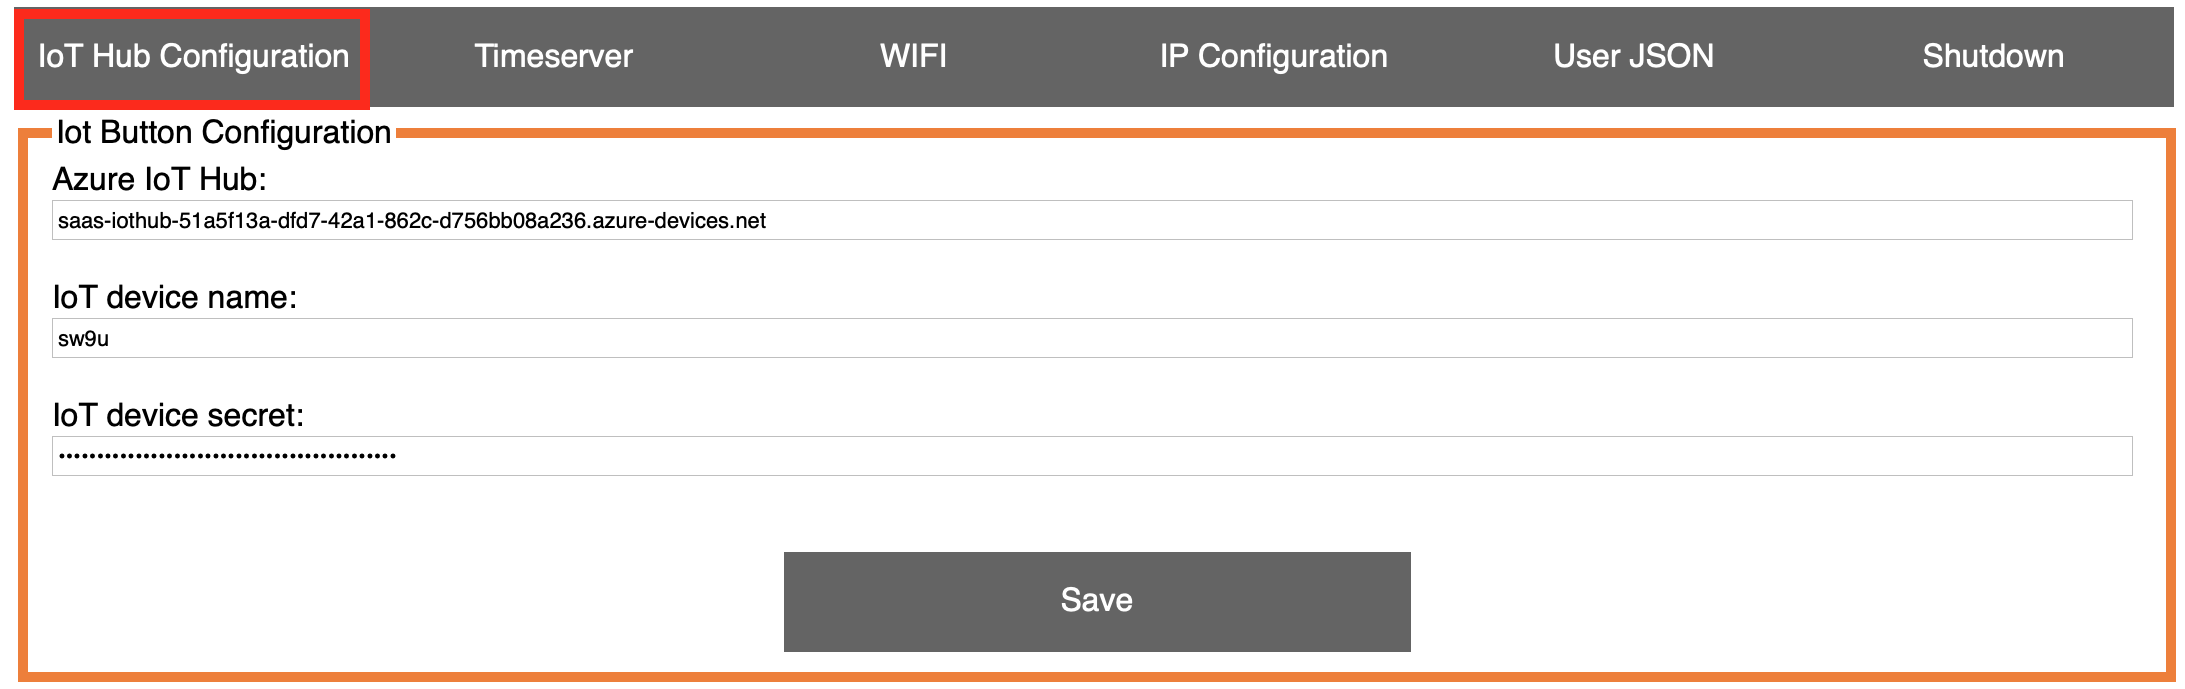 IoT Hub Configuration Timeserver WIFI IP Configuration User JSON Shutdown
Iot Button Configuration
Azure IoT Hub:
saas-iothub-51a5f13a-dfd7-42a1-862c-d756bb08a236.azure-devices.net
IoT device name:
sw9u
IoT device secret:
Save